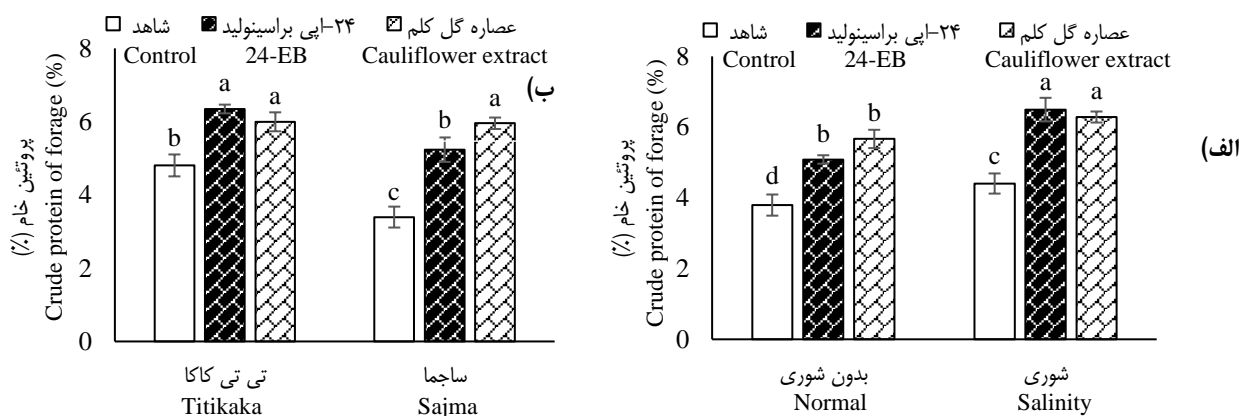 شاهد ۲۴-اپی براسینولید عصاره گل کلم
Control 24-EB Cauliflower extract
ب)
پروتئین خام (%)
Crude protein of forage (%)
8
6
4
2
0
b a a c b a
تی تی کاکا ساجما
Titikaka Sajma
شاهد ۲۴-اپی براسینولید عصاره گل کلم
Control 24-EB Cauliflower extract
الف)
پروتئین خام (%)
Crude protein of forage (%)
8
6
4
2
0
d b b c a a
بدون شوری شوری
Normal Salinity